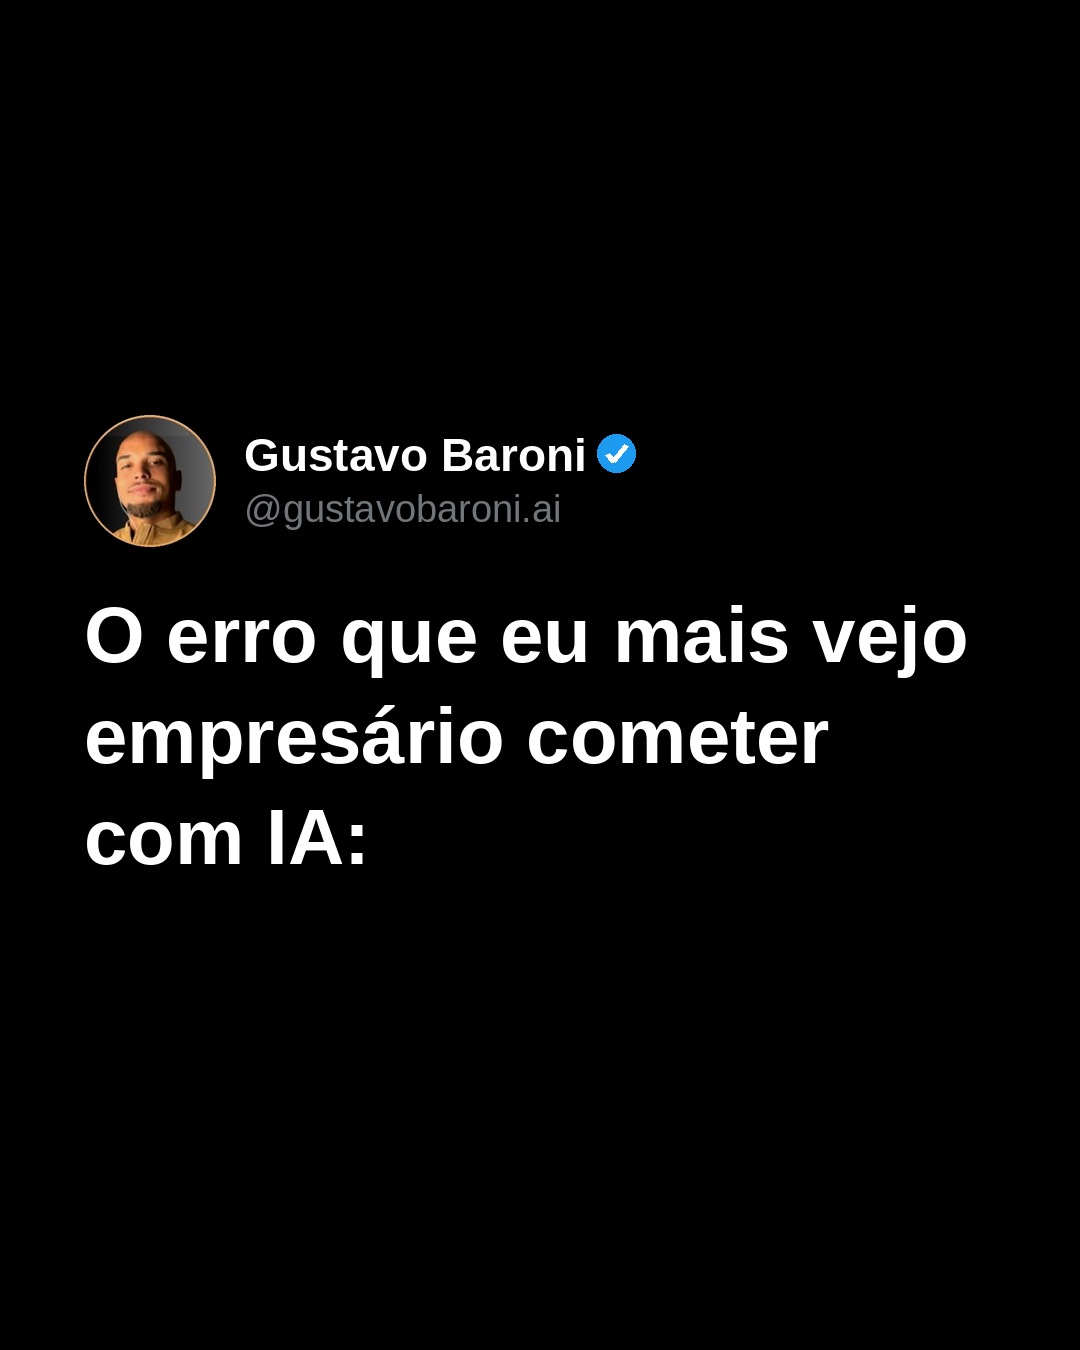 Gustavo Baroni
@gustavobaroni.ai
O erro que eu mais vejo
empresário cometer
com IA: